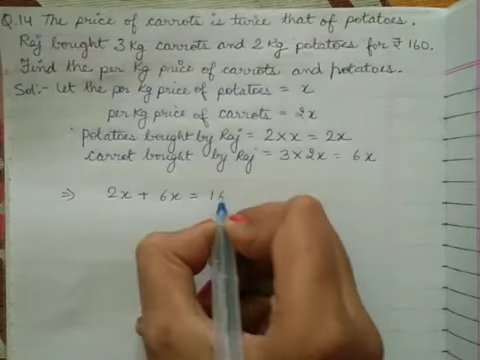 Q.14 The price of carrots is twice that of potatoes.
Raj bought 3 Kg carrots and 2 Kg potatoes for ₹ 160.
Find the per Kg price of carrots and potatoes.
Sol:- Let the per Kg price of potatoes = x
per Kg price of carrots = 2x
potatoes bought by Raj = 2 × x = 2x
carrot bought by Raj = 3 × 2x = 6x
⇒ 2x + 6x = 16